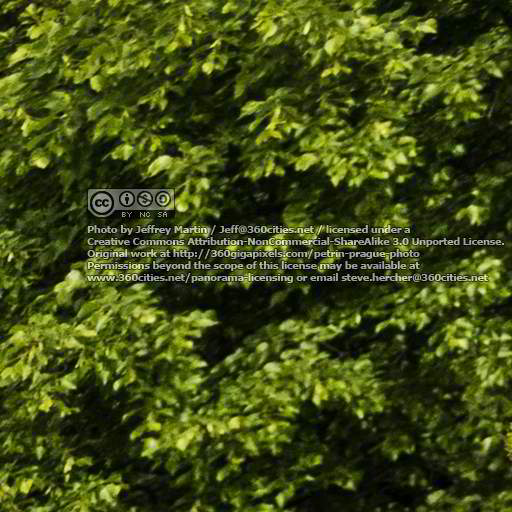 cc
BY NC SA
Photo by Jeffrey Martin / Jeff@360cities.net / licensed under a
Creative Commons Attribution-NonCommercial-ShareAlike 3.0 Unported License.
Original work at http://360gigapixels.com/petrin-prague-photo
Permissions beyond the scope of this license may be available at
www.360cities.net/panorama-licensing or email steve.hercher@360cities.net